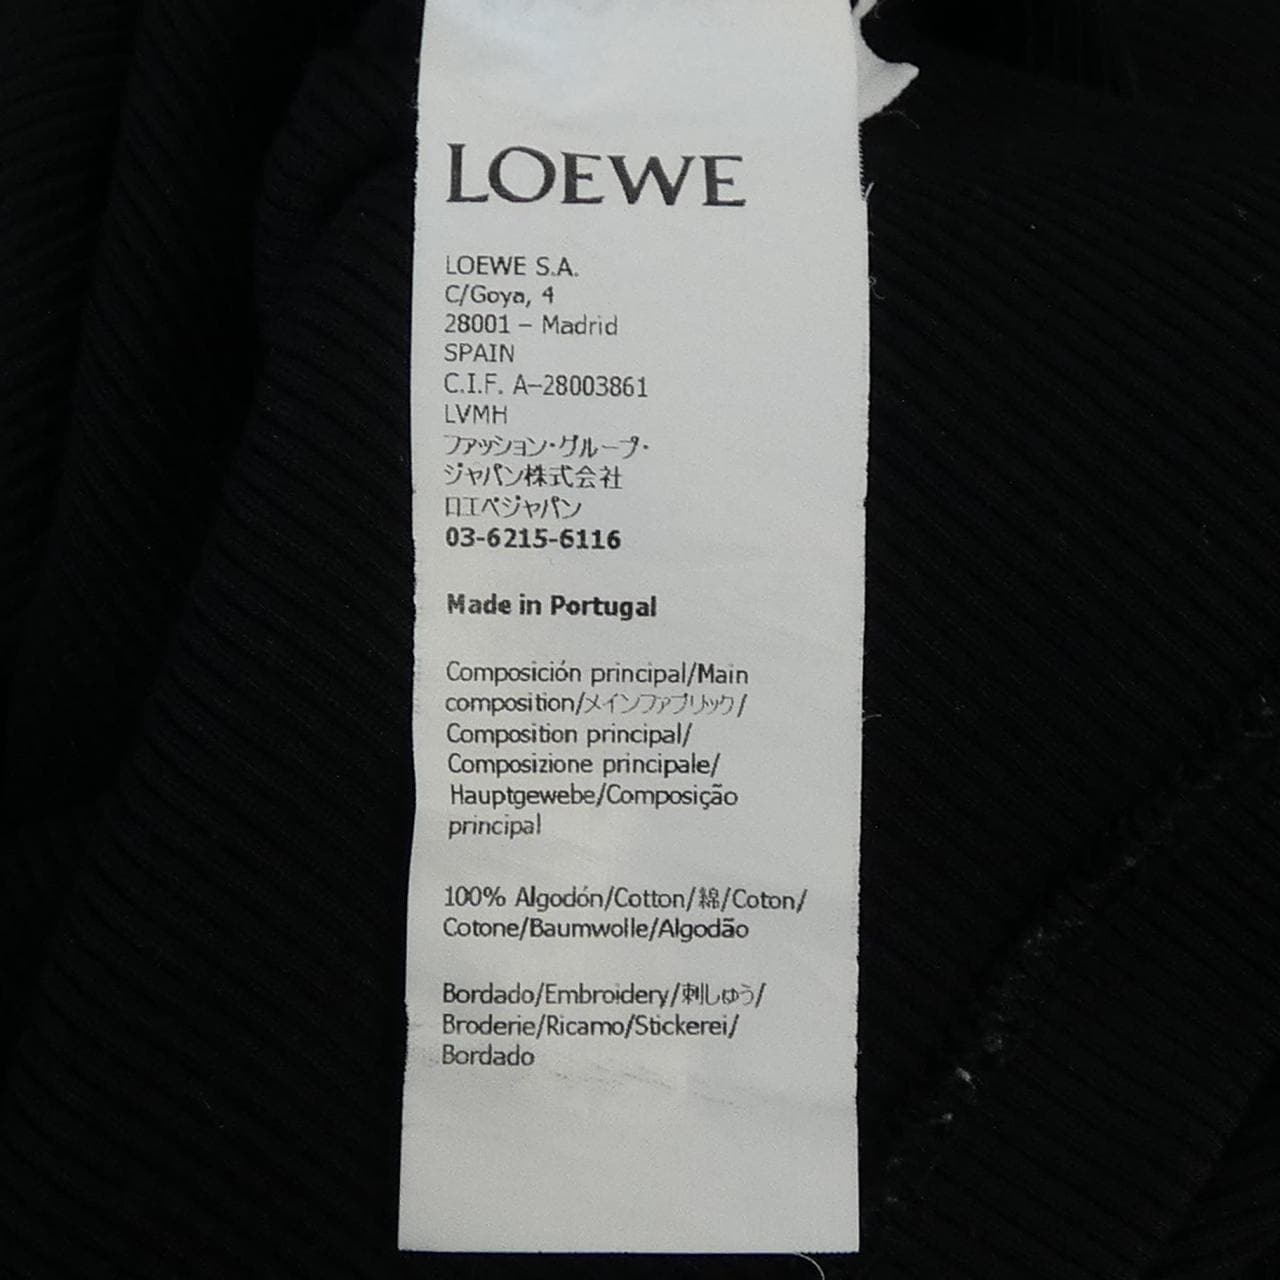 LOEWE
LOEWE S.A.
C/Goya, 4
28001 – Madrid
SPAIN
C.I.F. A–28003861
LVMH
ファッション・グループ・
ジャパン株式会社
ロエベジャパン
03-6215-6116
Made in Portugal
Composición principal/Main
composition/メインファブリック/
Composition principal/
Composizione principale/
Hauptgewebe/Composição
principal
100% Algodón/Cotton/綿/Coton/
Cotone/Baumwolle/Algodão
Bordado/Embroidery/刺しゅう/
Broderie/Ricamo/Stickerei/
Bordado